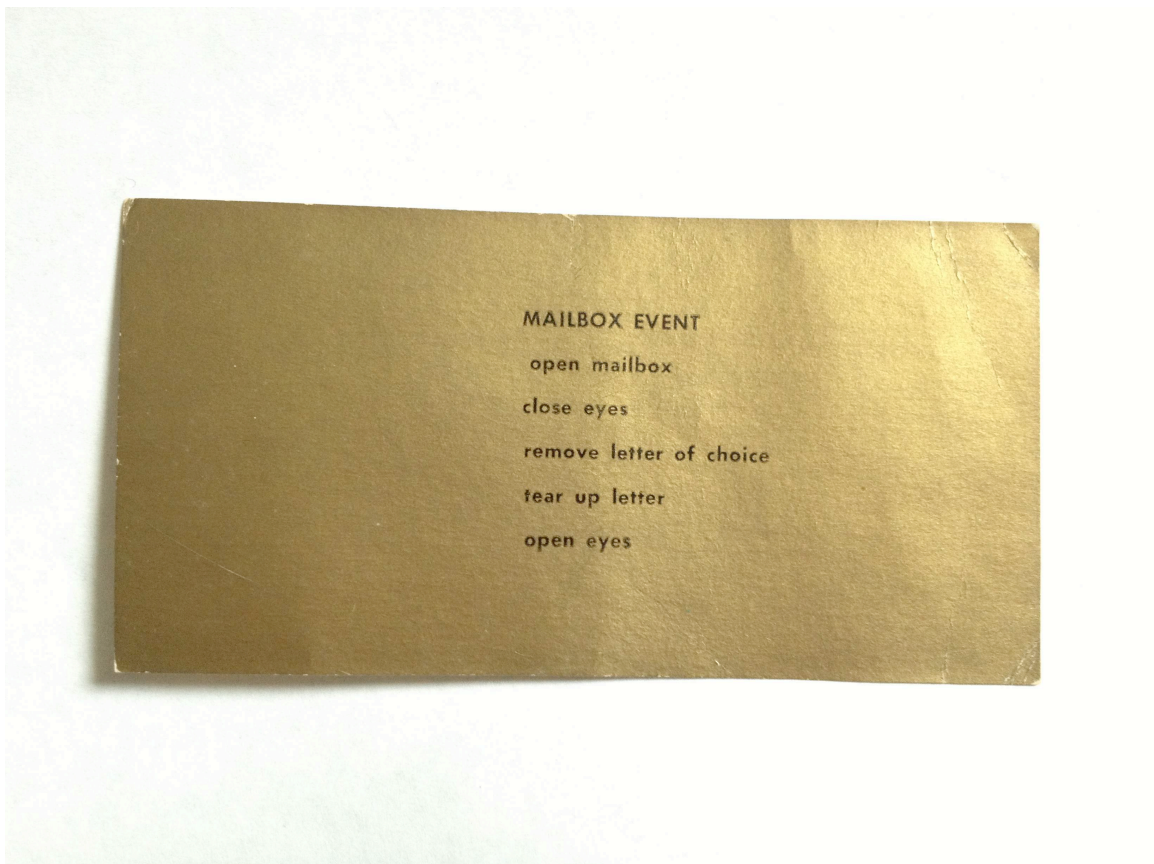 MAILBOX EVENT
open mailbox
close eyes
remove letter of choice
tear up letter
open eyes